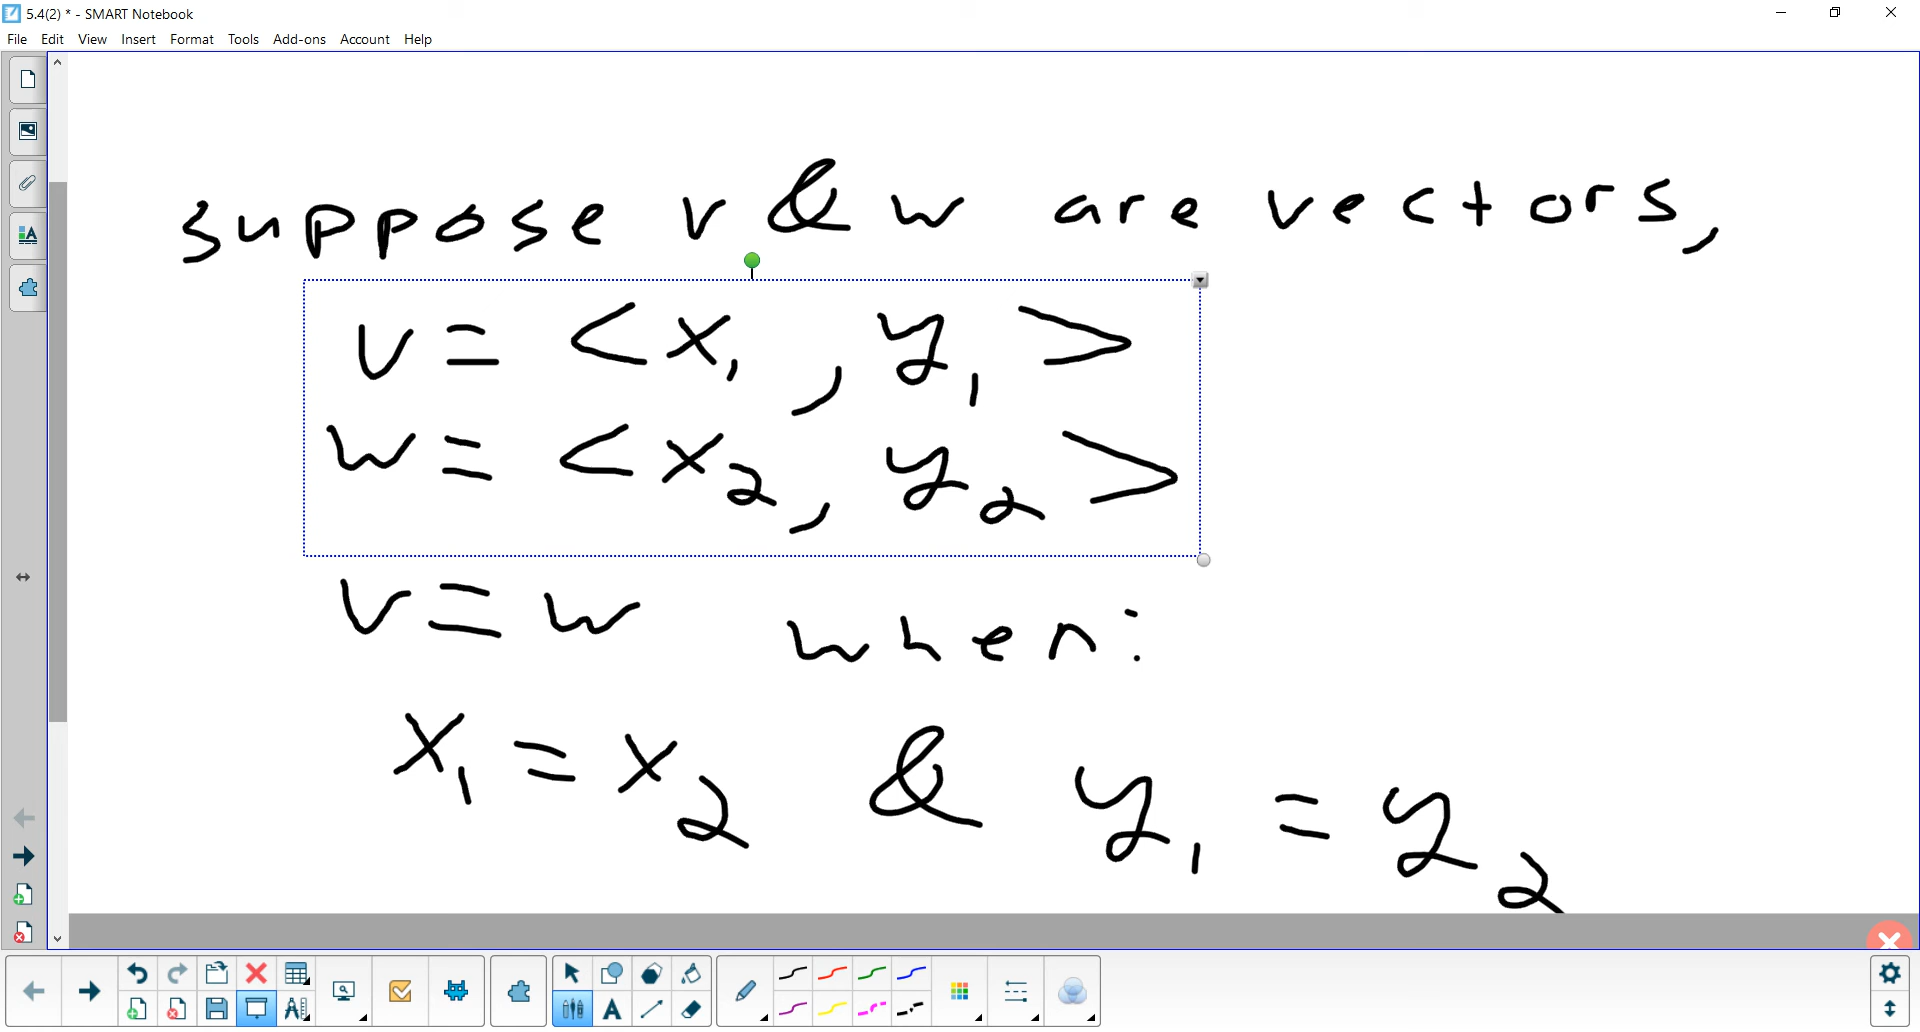 5.4(2) * - SMART Notebook
File Edit View Insert Format Tools Add-ons Account Help
suppose v & w are vectors,
v = <x₁, y₁>
w = <x₂, y₂>
v = w when:
x₁ = x₂ & y₁ = y₂